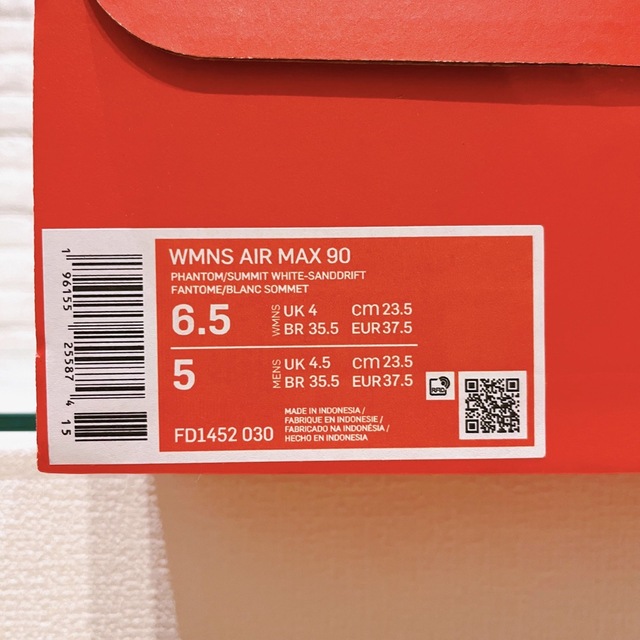 WMNS AIR MAX 90
PHANTOM/SUMMIT WHITE-SANDDRIFT
FANTOME/BLANC SOMMET
6.5 WMNS UK 4 cm 23.5
BR 35.5 EUR 37.5
5 MENS UK 4.5 cm 23.5
BR 35.5 EUR 37.5
FD1452 030
MADE IN INDONESIA /
FABRIQUE EN INDONESIE /
FABRICADO NA INDONÉSIA /
HECHO EN INDONESIA
RFID
1 96155 25587 4 15